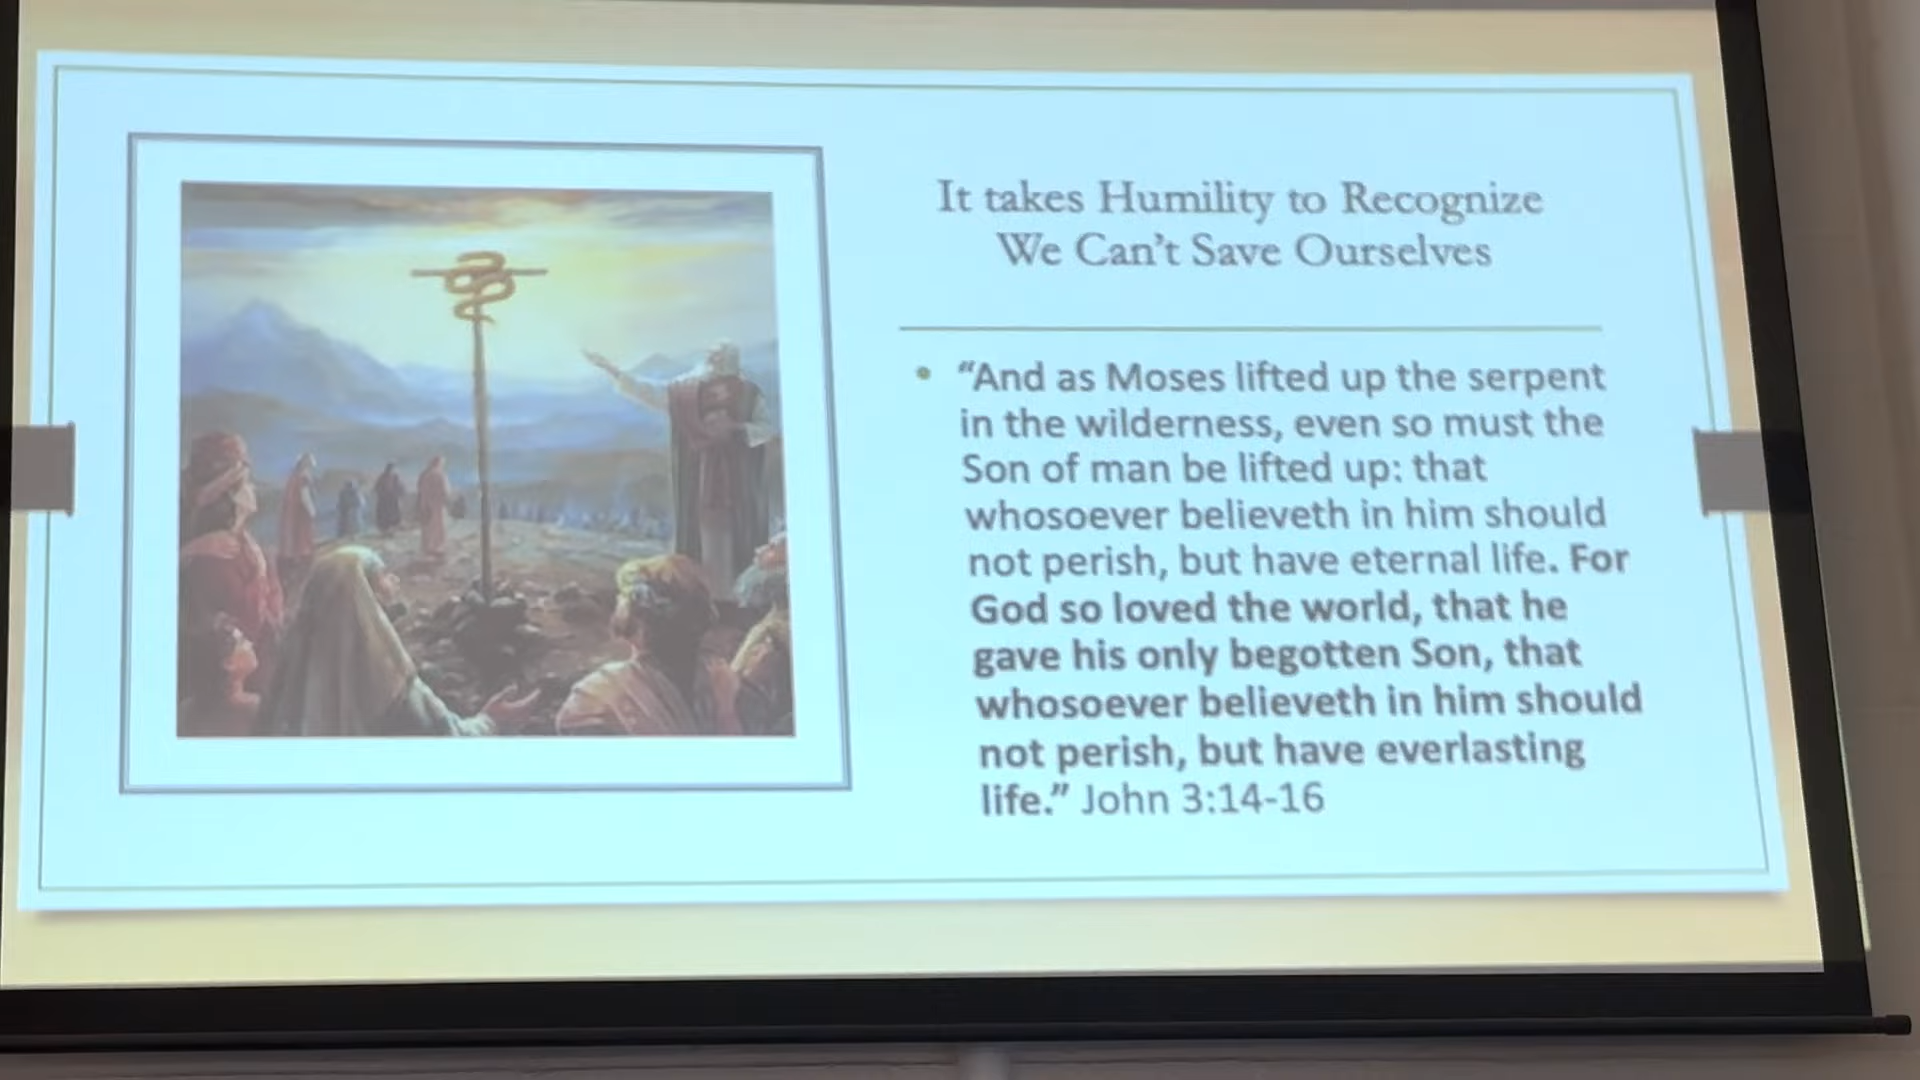 It takes Humility to Recognize
We Can't Save Ourselves
• “And as Moses lifted up the serpent
in the wilderness, even so must the
Son of man be lifted up: that
whosoever believeth in him should
not perish, but have eternal life. For
God so loved the world, that he
gave his only begotten Son, that
whosoever believeth in him should
not perish, but have everlasting
life.” John 3:14-16